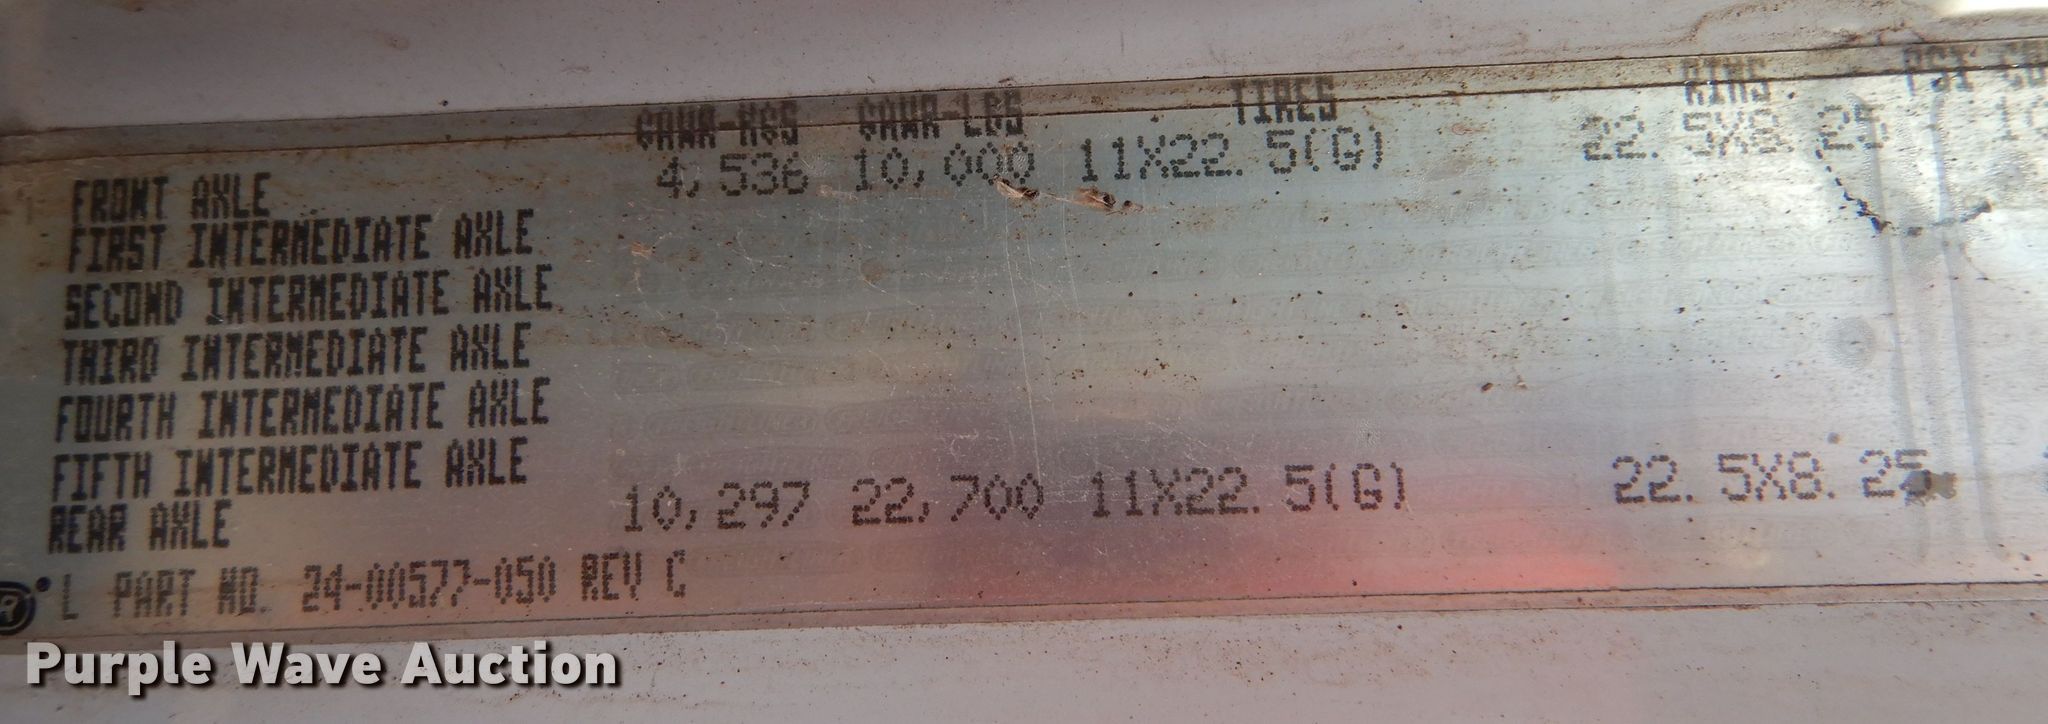 GAWR-KGS GAWR-LBS TIRES RIMS PSI
FRONT AXLE 4,536 10,000 11X22.5(G) 22.5X8.25
FIRST INTERMEDIATE AXLE
SECOND INTERMEDIATE AXLE
THIRD INTERMEDIATE AXLE
FOURTH INTERMEDIATE AXLE
FIFTH INTERMEDIATE AXLE
REAR AXLE 10,297 22,700 11X22.5(G) 22.5X8.25
L PART NO. 24-00577-050 REV C
Purple Wave Auction